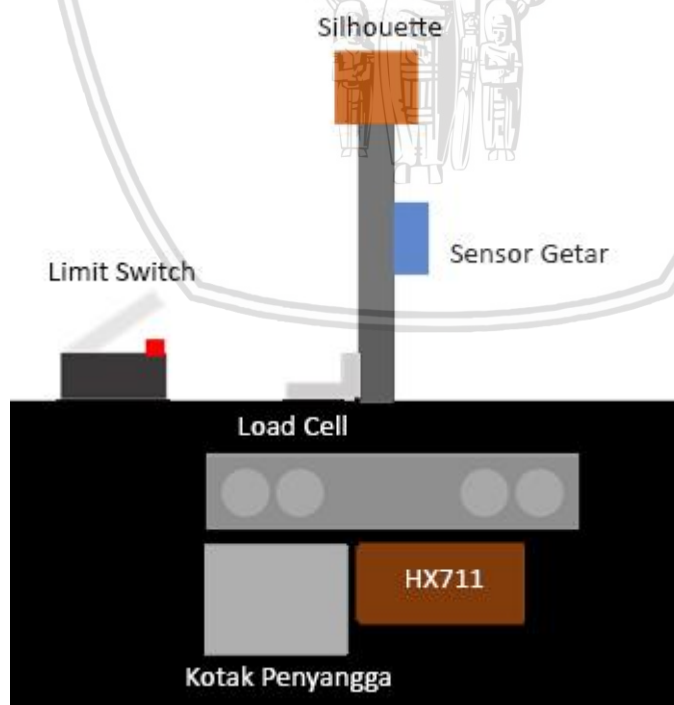 Silhouette
Sensor Getar
Limit Switch
Load Cell
HX711
Kotak Penyangga